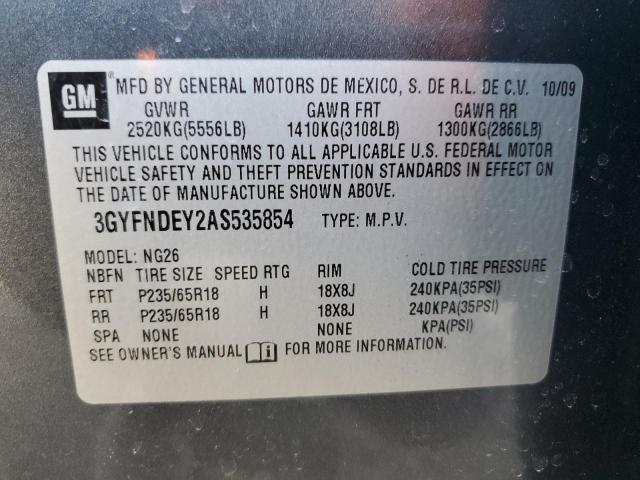 GM ® MFD BY GENERAL MOTORS DE MEXICO, S. DE R.L. DE C.V. 10/09
GVWR GAWR FRT GAWR RR
2520KG(5556LB) 1410KG(3108LB) 1300KG(2866LB)
THIS VEHICLE CONFORMS TO ALL APPLICABLE U.S. FEDERAL MOTOR
VEHICLE SAFETY AND THEFT PREVENTION STANDARDS IN EFFECT ON
THE DATE OF MANUFACTURE SHOWN ABOVE.
3GYFNDEY2AS535854 TYPE: M.P.V.
MODEL: NG26
NBFN TIRE SIZE SPEED RTG RIM COLD TIRE PRESSURE
FRT P235/65R18 H 18X8J 240KPA(35PSI)
RR P235/65R18 H 18X8J 240KPA(35PSI)
SPA NONE NONE KPA(PSI)
SEE OWNER'S MANUAL i FOR MORE INFORMATION.